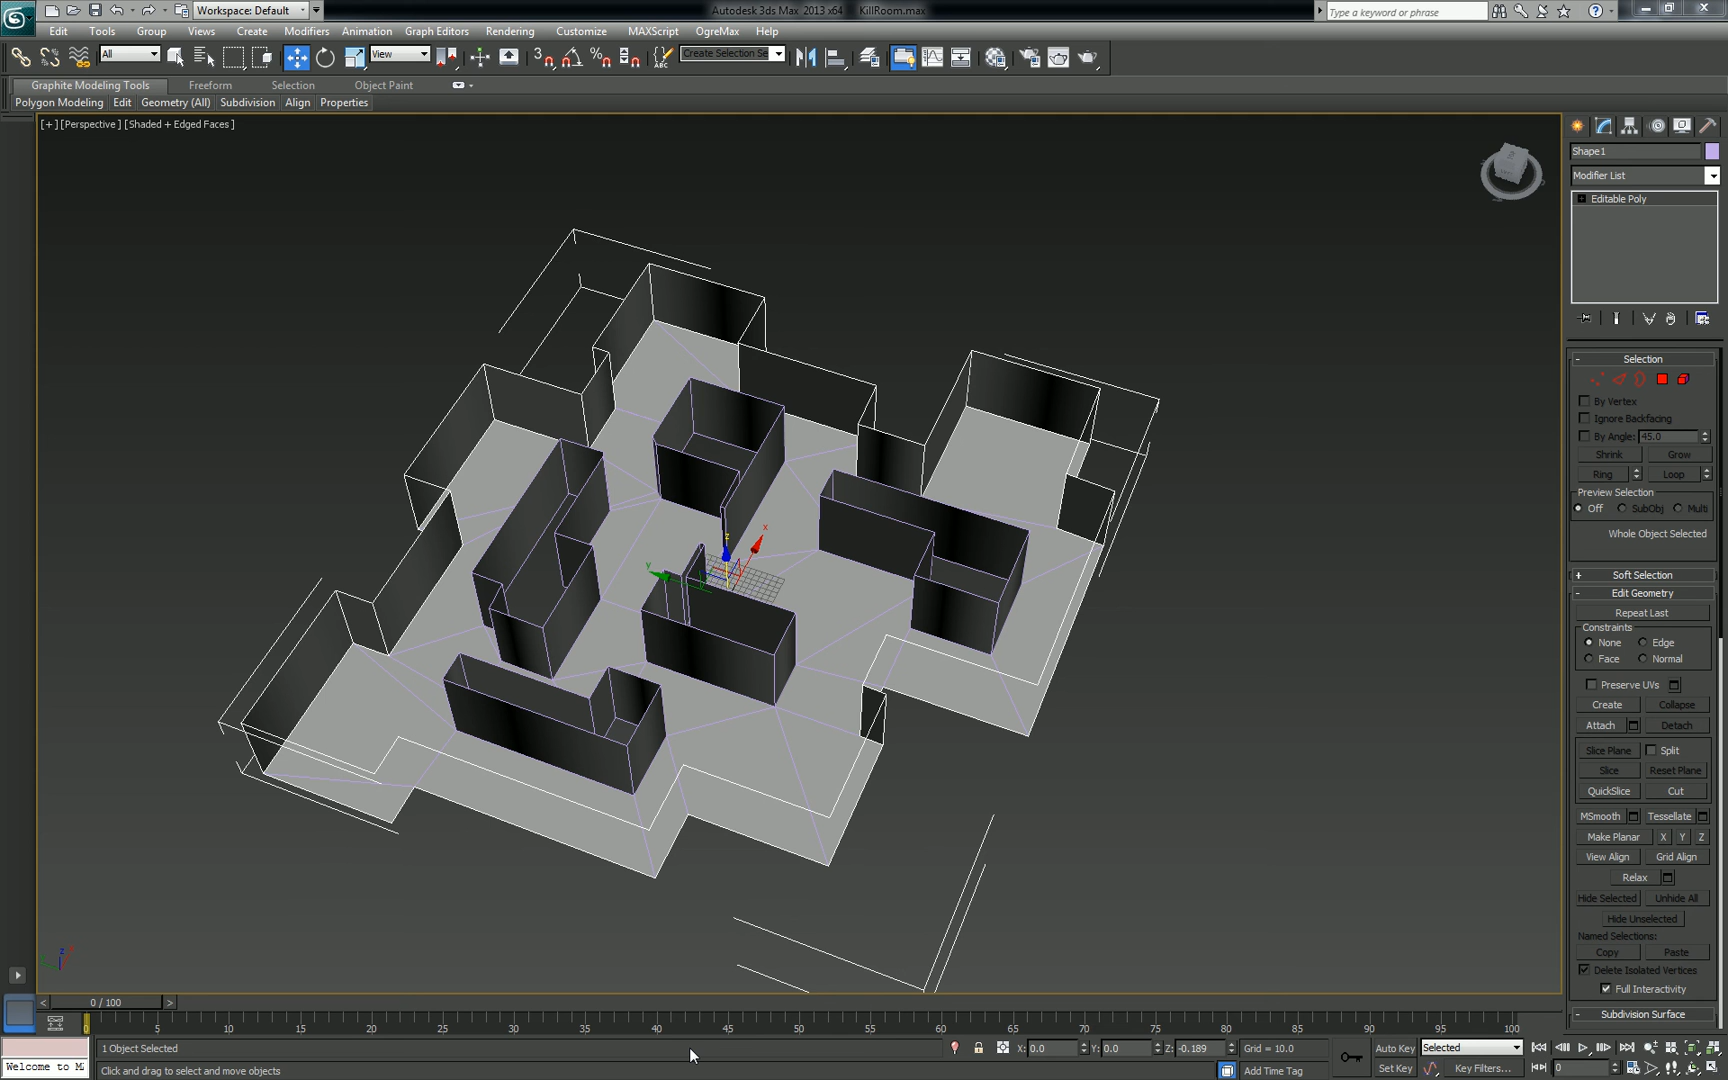 Workspace: Default
Autodesk 3ds Max 2013 x64 KillRoom.max
Type a keyword or phrase
Edit Tools Group Views Create Modifiers Animation Graph Editors Rendering Customize MAXScript OgreMax Help
All View Create Selection Se
Graphite Modeling Tools Freeform Selection Object Paint
Polygon Modeling Edit Geometry (All) Subdivision Align Properties
[+] [Perspective] [Shaded + Edged Faces]
Shape1
Modifier List
Editable Poly
Selection
By Vertex
Ignore Backfacing
By Angle: 45.0
Shrink Grow
Ring Loop
Preview Selection
Off SubObj Multi
Whole Object Selected
Soft Selection
Edit Geometry
Repeat Last
Constraints
None Edge
Face Normal
Preserve UVs
Create Collapse
Attach Detach
Slice Plane Split
Slice Reset Plane
QuickSlice Cut
MSmooth Tessellate
Make Planar X Y Z
View Align Grid Align
Relax
Hide Selected Unhide All
Hide Unselected
Named Selections:
Copy Paste
Delete Isolated Vertices
Full Interactivity
Subdivision Surface
x
y
z
z
< 0 / 100 >
0 5 10 15 20 25 30 35 40 45 50 55 60 65 70 75 80 85 90 95 100
1 Object Selected X: 0.0 Y: 0.0 Z: -0.189 Grid = 10.0 Auto Key Selected
Welcome to M Click and drag to select and move objects Add Time Tag Set Key Key Filters... 0